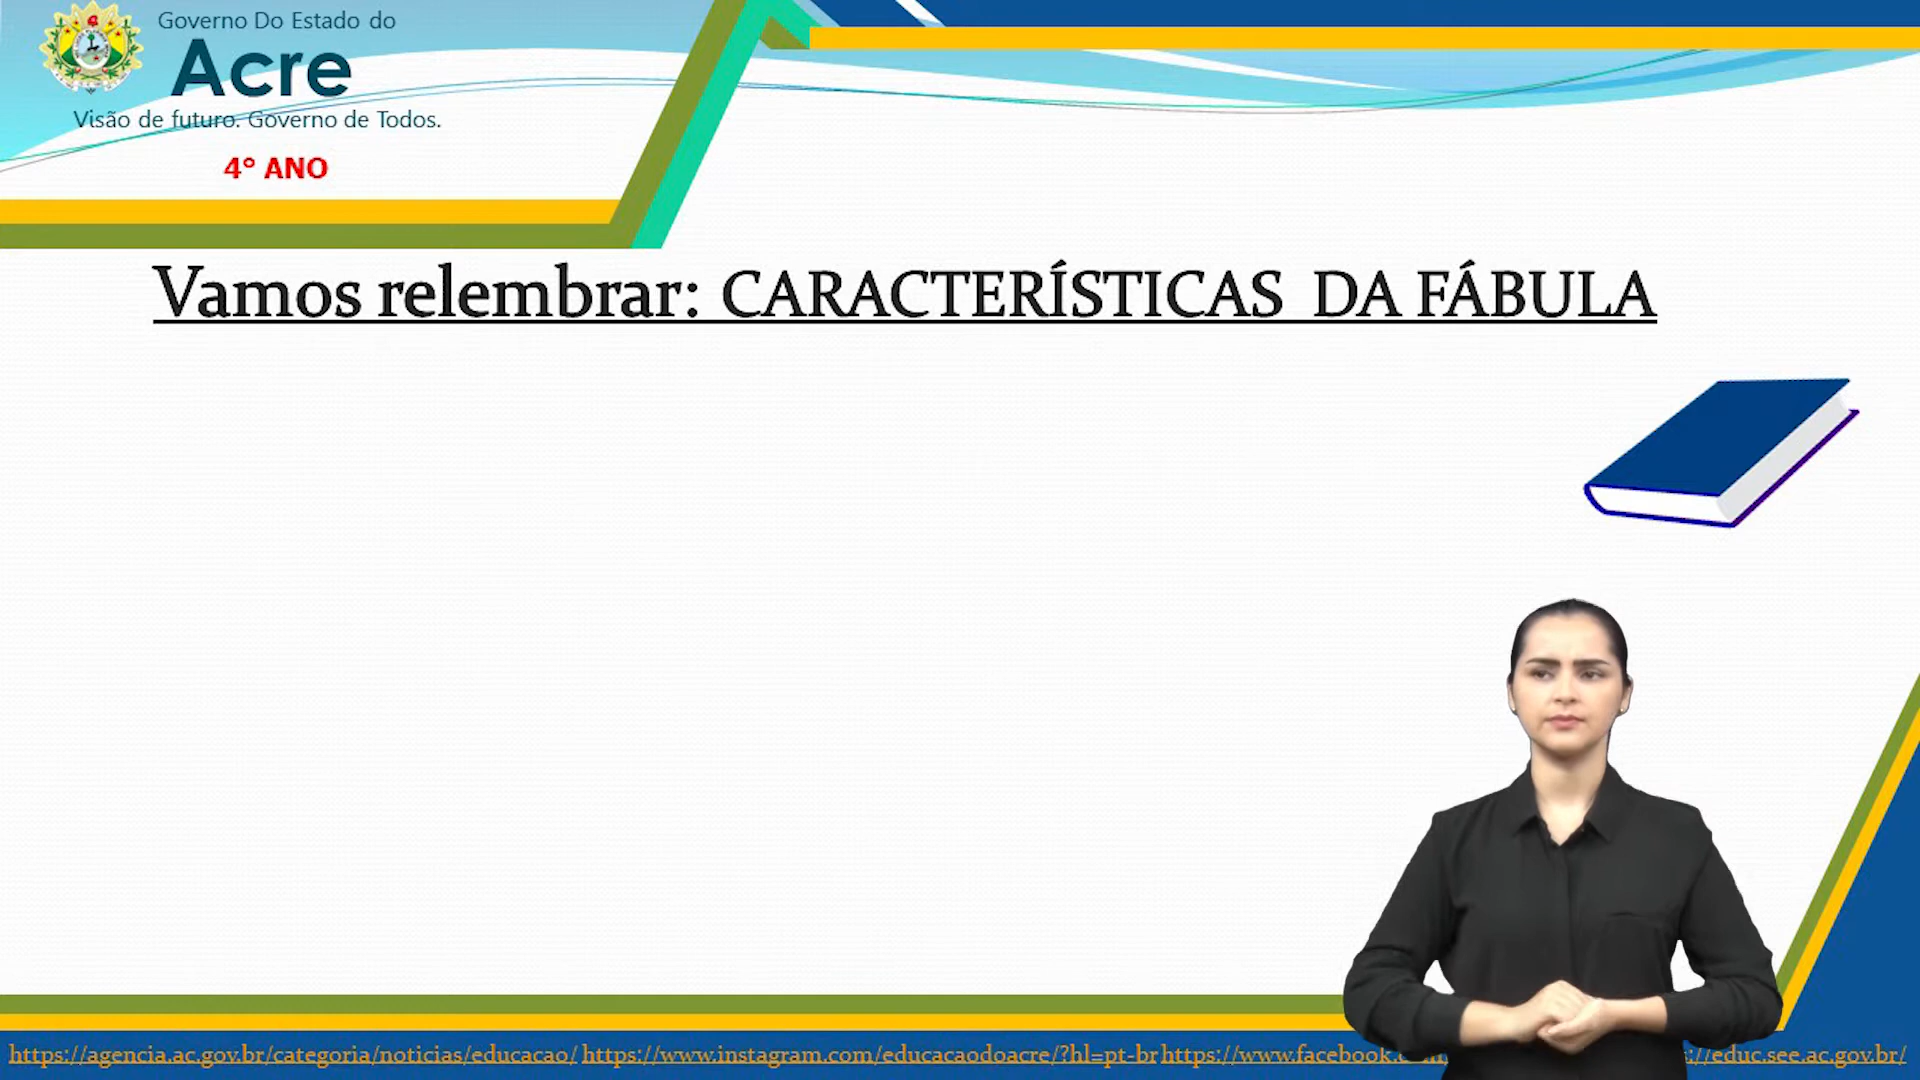 Governo Do Estado do
Acre
Visão de futuro. Governo de Todos.
4º ANO
Vamos relembrar: CARACTERÍSTICAS DA FÁBULA
https://agencia.ac.gov.br/categoria/noticias/educacao/ https://www.instagram.com/educacaodoacre/?hl=pt-br https://www.facebook. ://educ.see.ac.gov.br/